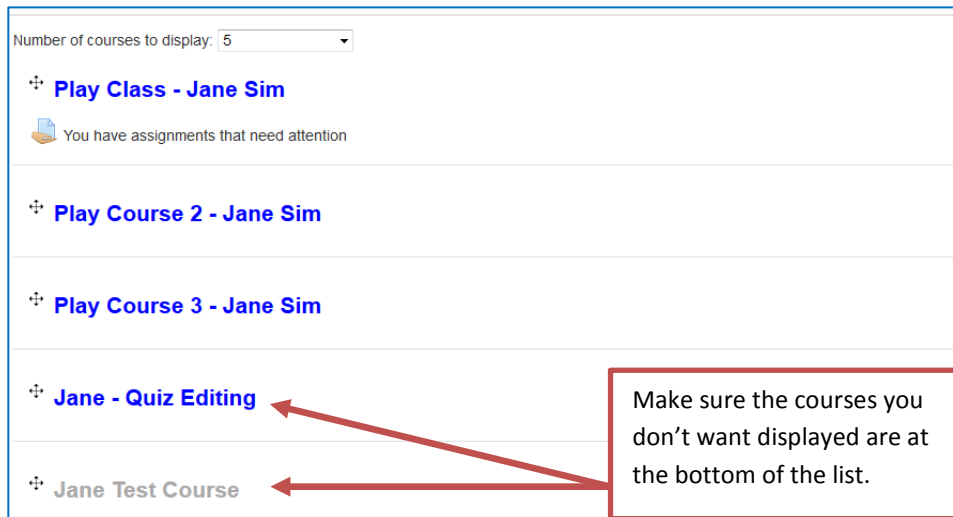 Number of courses to display: 5
Play Class - Jane Sim
You have assignments that need attention
Play Course 2 - Jane Sim
Play Course 3 - Jane Sim
Jane - Quiz Editing
Make sure the courses you
don’t want displayed are at
the bottom of the list.
Jane Test Course